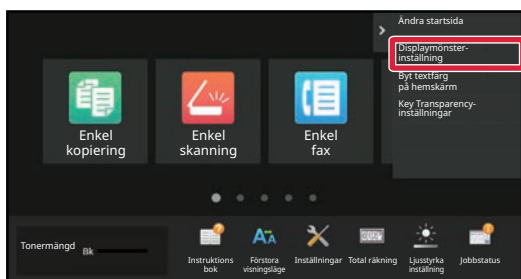 Ändra startsida
Displaymönster-
inställning
Byt textfärg
på hemskärm
Key Transparency-
inställningar
Enkel
kopiering
Enkel
skanning
Enkel
fax
Tonermängd
Bk
Instruktions
bok
Förstora
visningsläge
Inställningar
Total räkning
Ljusstyrka
inställning
Jobbstatus